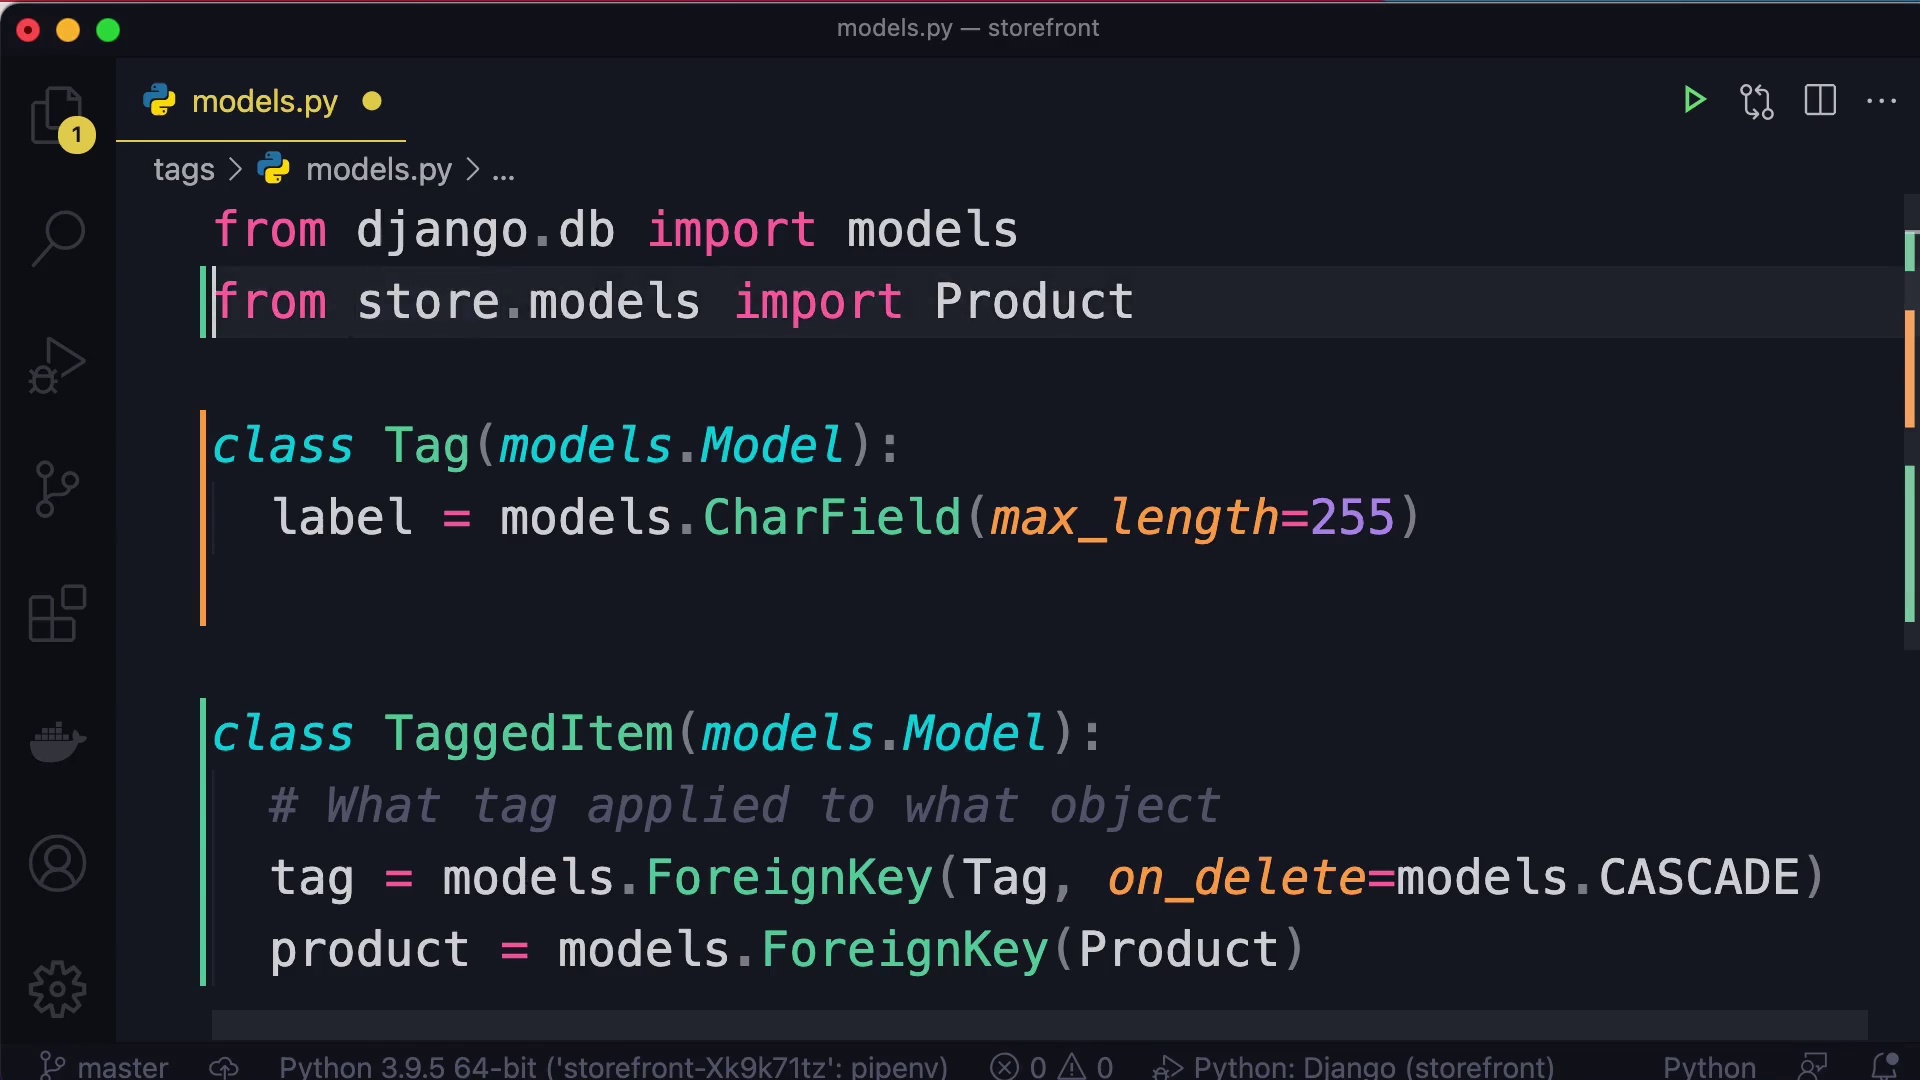 models.py — storefront
models.py
1
tags > models.py > ...
from django.db import models
from store.models import Product
class Tag(models.Model):
label = models.CharField(max_length=255)
class TaggedItem(models.Model):
# What tag applied to what object
tag = models.ForeignKey(Tag, on_delete=models.CASCADE)
product = models.ForeignKey(Product)
master Python 3.9.5 64-bit ('storefront-Xk9k71tz': pipenv) 0 0 Python: Django (storefront) Python